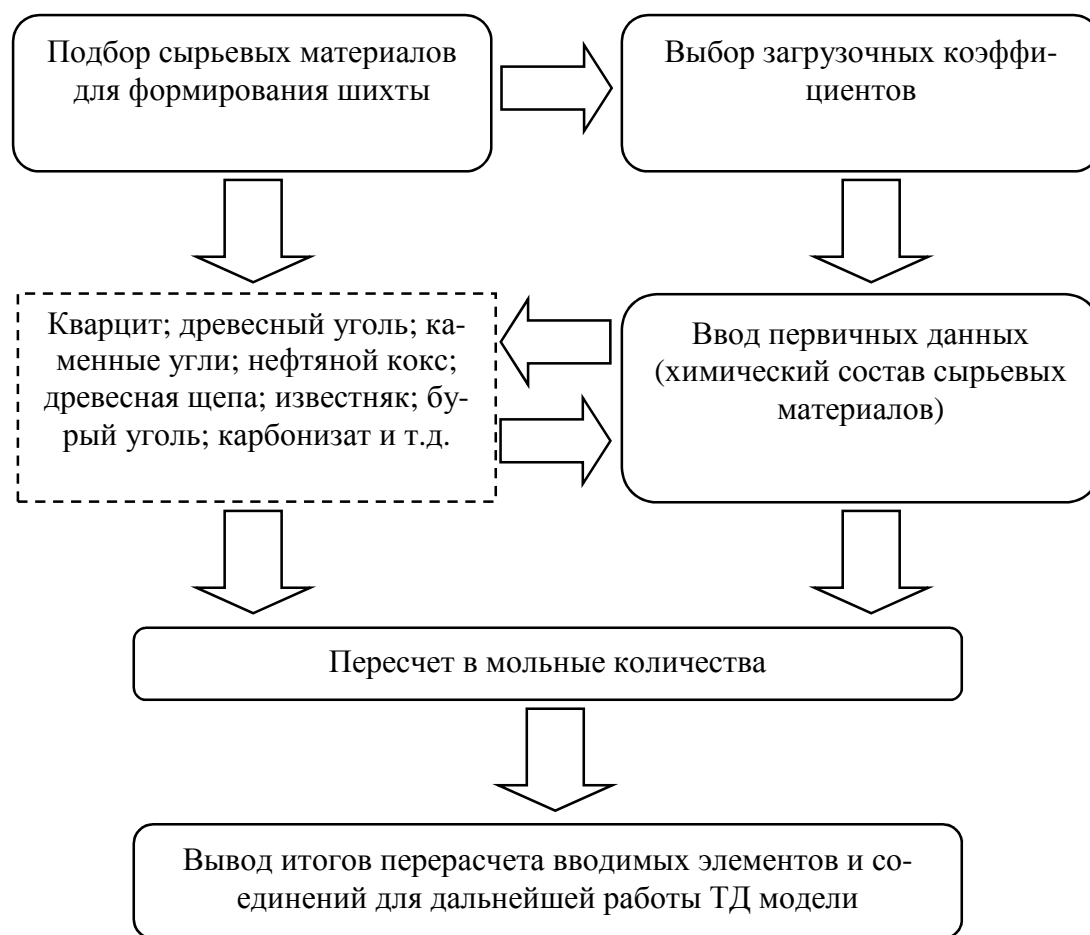 Подбор сырьевых материалов
для формирования шихты
Выбор загрузочных коэффи-
циентов
Кварцит; древесный уголь; ка-
менные угли; нефтяной кокс;
древесная щепа; известняк; бу-
рый уголь; карбонизат и т.д.
Ввод первичных данных
(химический состав сырьевых
материалов)
Пересчет в мольные количества
Вывод итогов перерасчета вводимых элементов и со-
единений для дальнейшей работы ТД модели